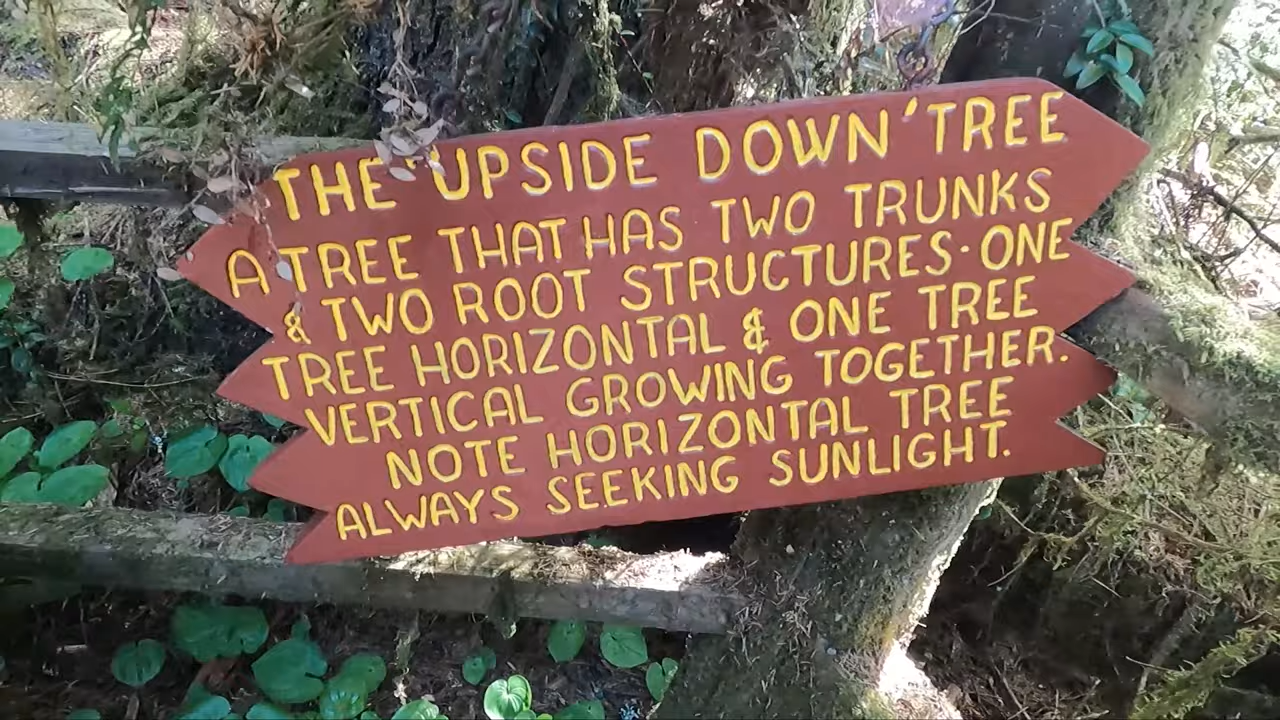 THE "UPSIDE DOWN" TREE
A TREE THAT HAS TWO TRUNKS
& TWO ROOT STRUCTURES · ONE
TREE HORIZONTAL & ONE TREE
VERTICAL GROWING TOGETHER.
NOTE HORIZONTAL TREE
ALWAYS SEEKING SUNLIGHT.